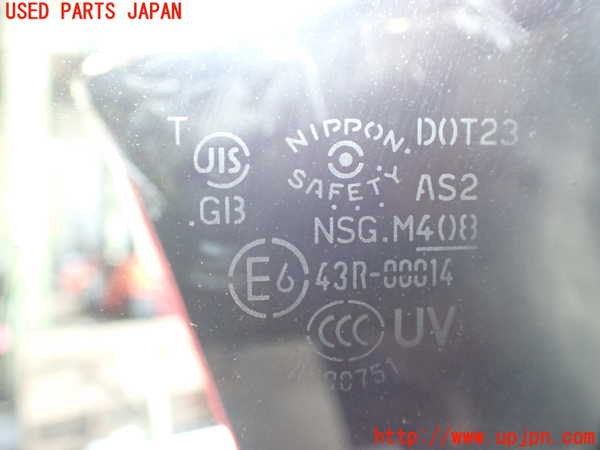 USED PARTS JAPAN
T JIS NIPPON. DOT23
SAFETY AS2
.G13
NSG.M408
E6 43R-00014
CCC UV
http://www.upjpn.com/